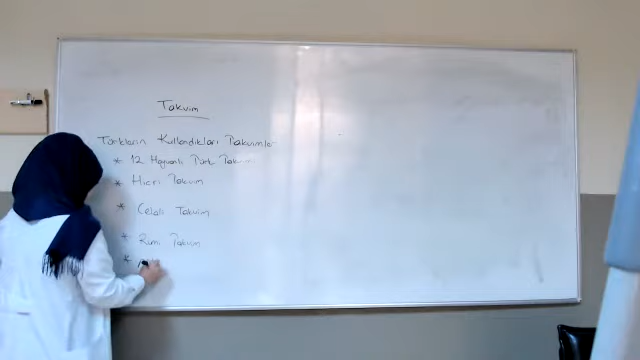 Takvim
Türklerin Kullandıkları Takvimler
* 12 Hayvanlı Türk Takvimi
* Hicri Takvim
* Celali Takvim
* Rumi Takvim
*